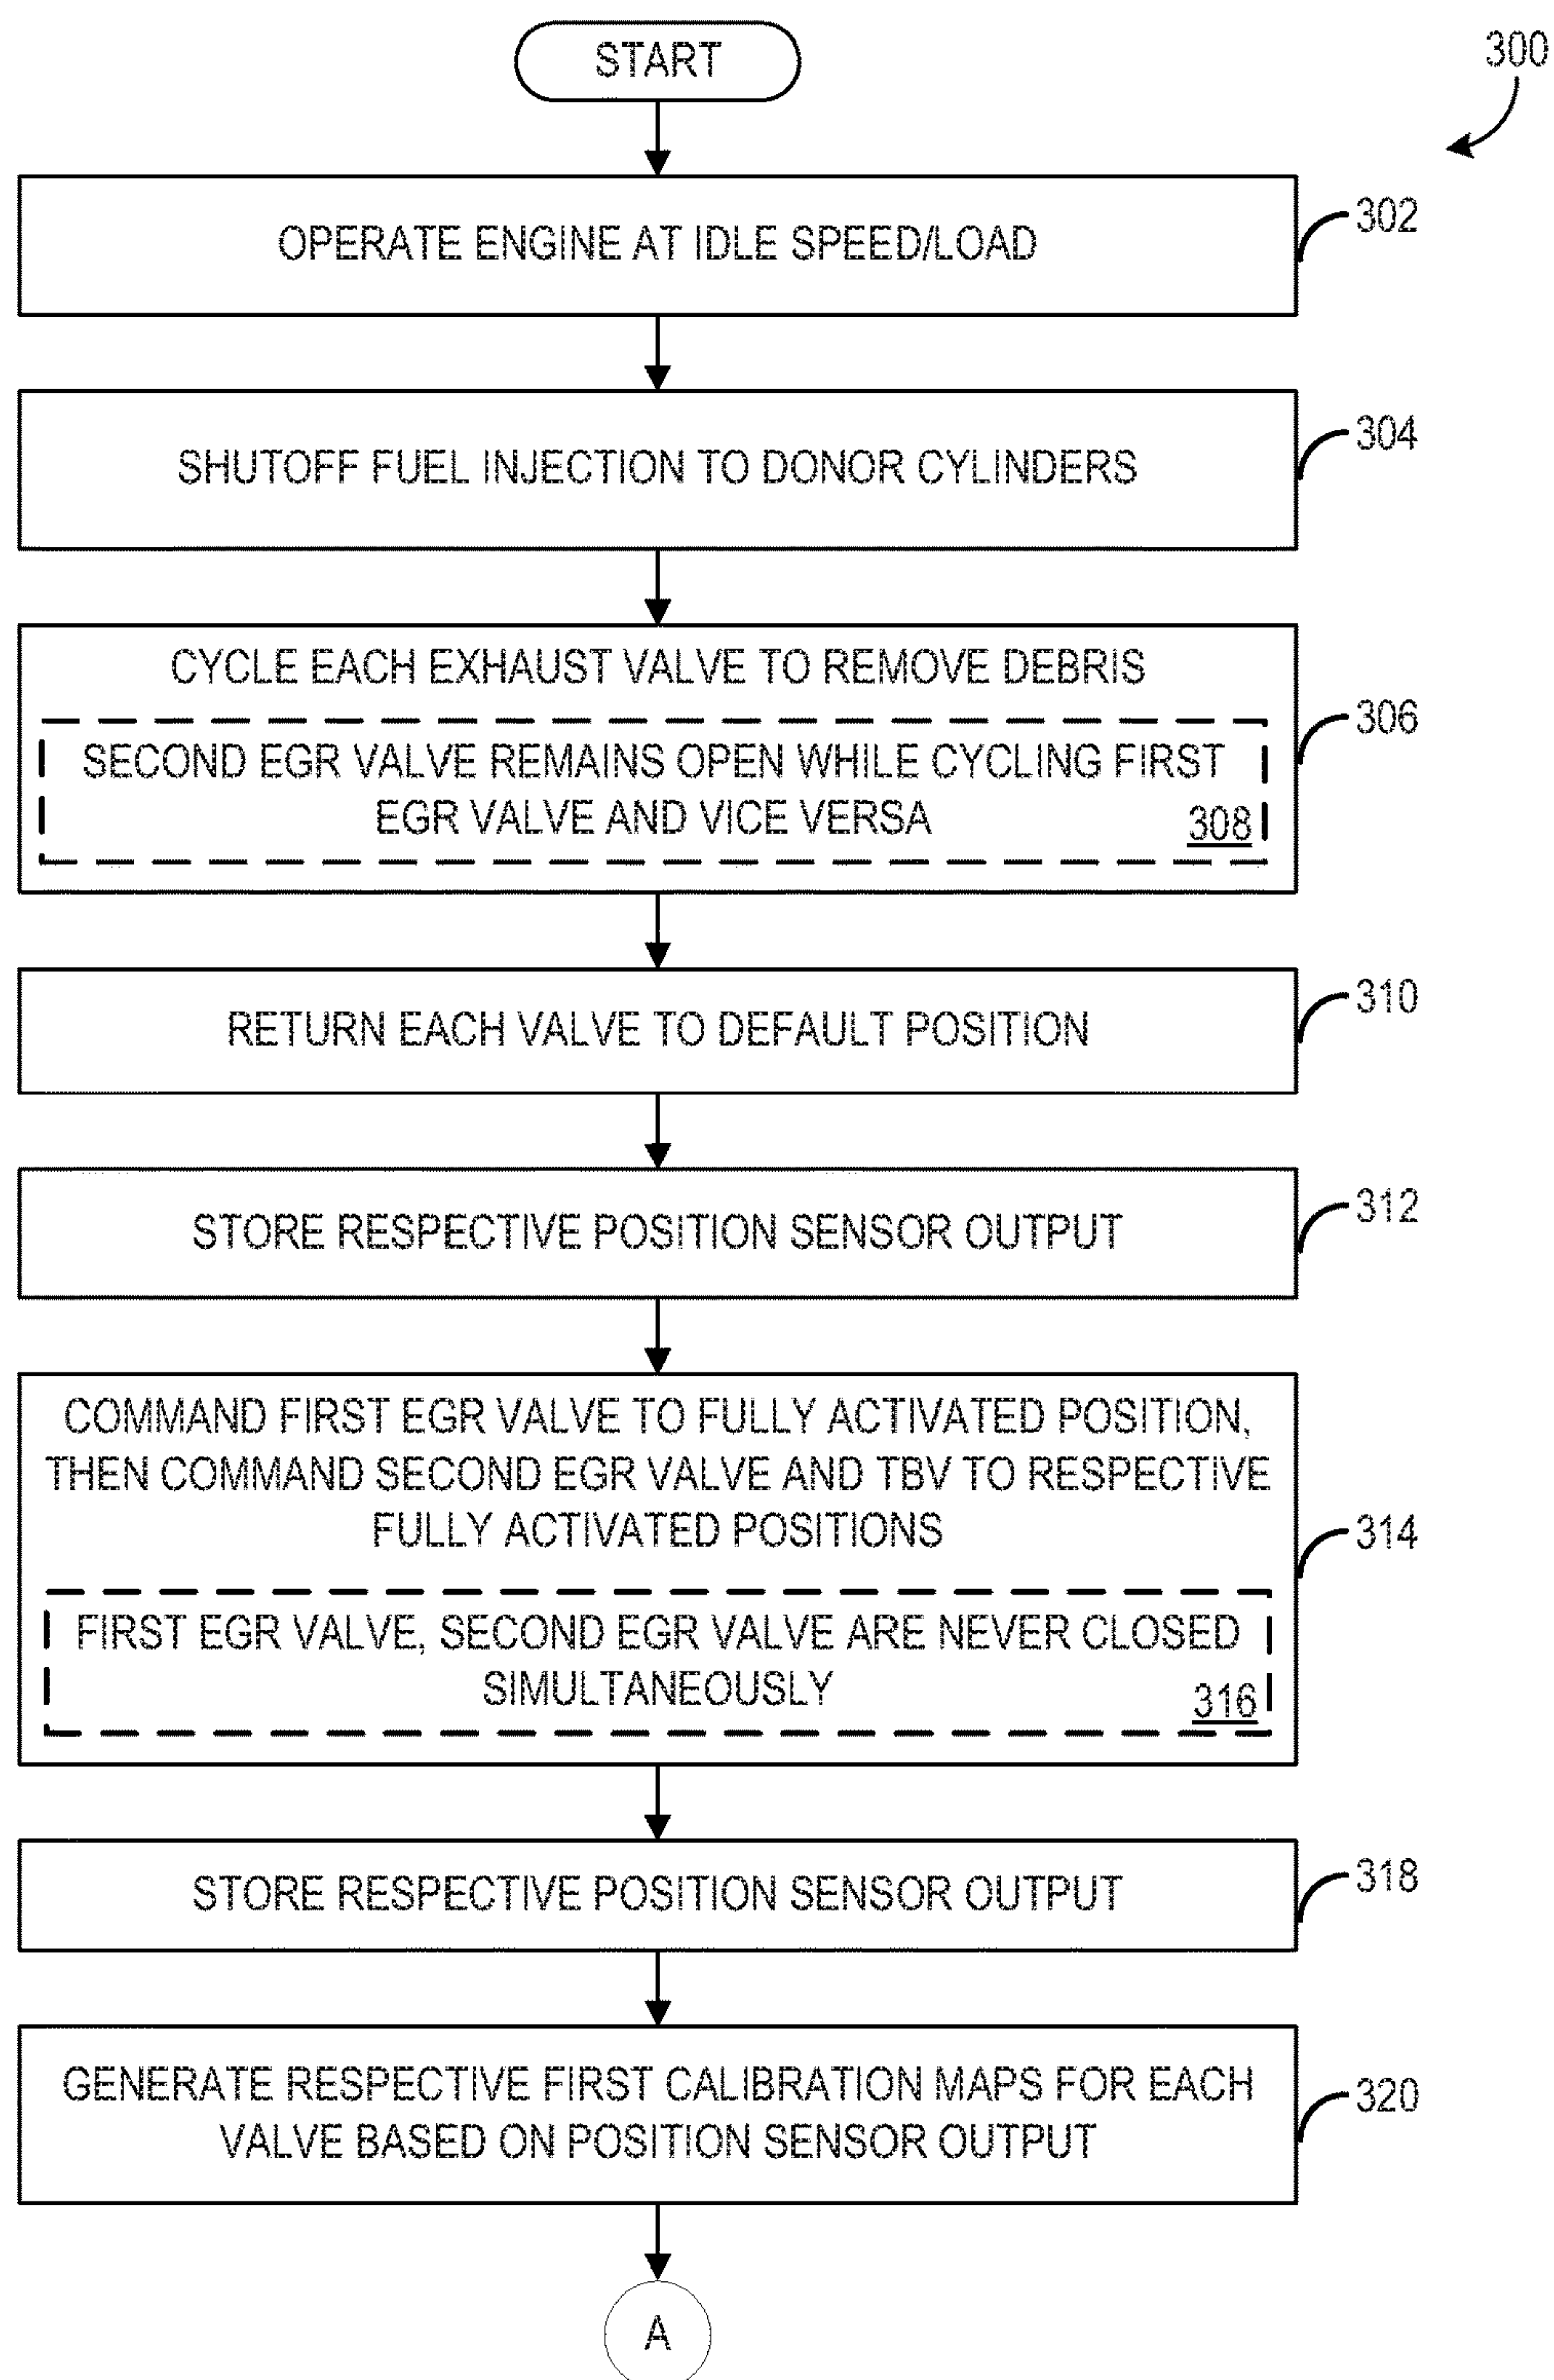 START
300
OPERATE ENGINE AT IDLE SPEED/LOAD
302
SHUTOFF FUEL INJECTION TO DONOR CYLINDERS
304
CYCLE EACH EXHAUST VALVE TO REMOVE DEBRIS
SECOND EGR VALVE REMAINS OPEN WHILE CYCLING FIRST
EGR VALVE AND VICE VERSA
308
306
RETURN EACH VALVE TO DEFAULT POSITION
310
STORE RESPECTIVE POSITION SENSOR OUTPUT
312
COMMAND FIRST EGR VALVE TO FULLY ACTIVATED POSITION,
THEN COMMAND SECOND EGR VALVE AND TBV TO RESPECTIVE
FULLY ACTIVATED POSITIONS
314
FIRST EGR VALVE, SECOND EGR VALVE ARE NEVER CLOSED
SIMULTANEOUSLY
316
STORE RESPECTIVE POSITION SENSOR OUTPUT
318
GENERATE RESPECTIVE FIRST CALIBRATION MAPS FOR EACH
VALVE BASED ON POSITION SENSOR OUTPUT
320
A